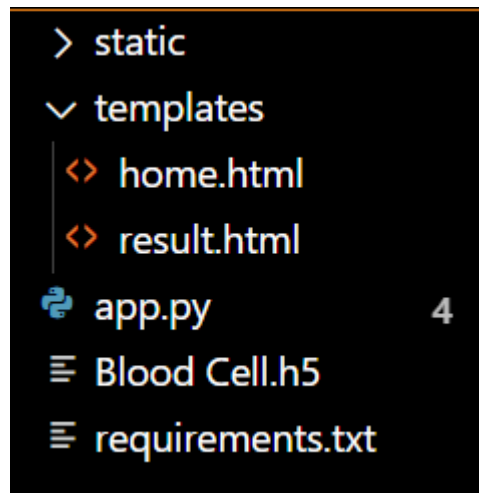 static
templates
home.html
result.html
app.py 4
Blood Cell.h5
requirements.txt